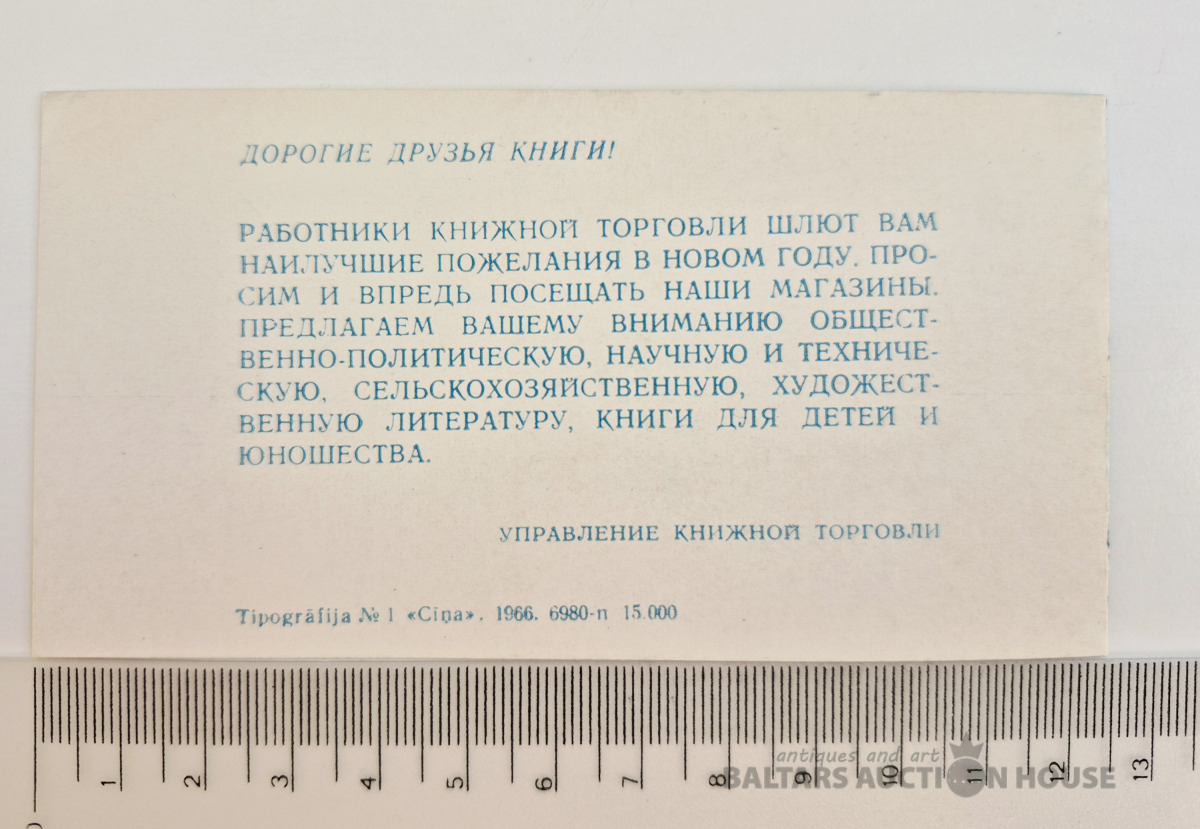 ДОРОГИЕ ДРУЗЬЯ КНИГИ!
РАБОТНИКИ КНИЖНОЙ ТОРГОВЛИ ШЛЮТ ВАМ
НАИЛУЧШИЕ ПОЖЕЛАНИЯ В НОВОМ ГОДУ. ПРО-
СИМ И ВПРЕДЬ ПОСЕЩАТЬ НАШИ МАГАЗИНЫ.
ПРЕДЛАГАЕМ ВАШЕМУ ВНИМАНИЮ ОБЩЕСТ-
ВЕННО-ПОЛИТИЧЕСКУЮ, НАУЧНУЮ И ТЕХНИЧЕ-
СКУЮ, СЕЛЬСКОХОЗЯЙСТВЕННУЮ, ХУДОЖЕСТ-
ВЕННУЮ ЛИТЕРАТУРУ, КНИГИ ДЛЯ ДЕТЕЙ И
ЮНОШЕСТВА.
УПРАВЛЕНИЕ КНИЖНОЙ ТОРГОВЛИ
Tipogrāfija № 1 «Cīņa». 1966. 6980-n 15.000
0 1 2 3 4 5 6 7 8 9 10 11 12 13
antiques and art
BALTARS AUCTION HOUSE